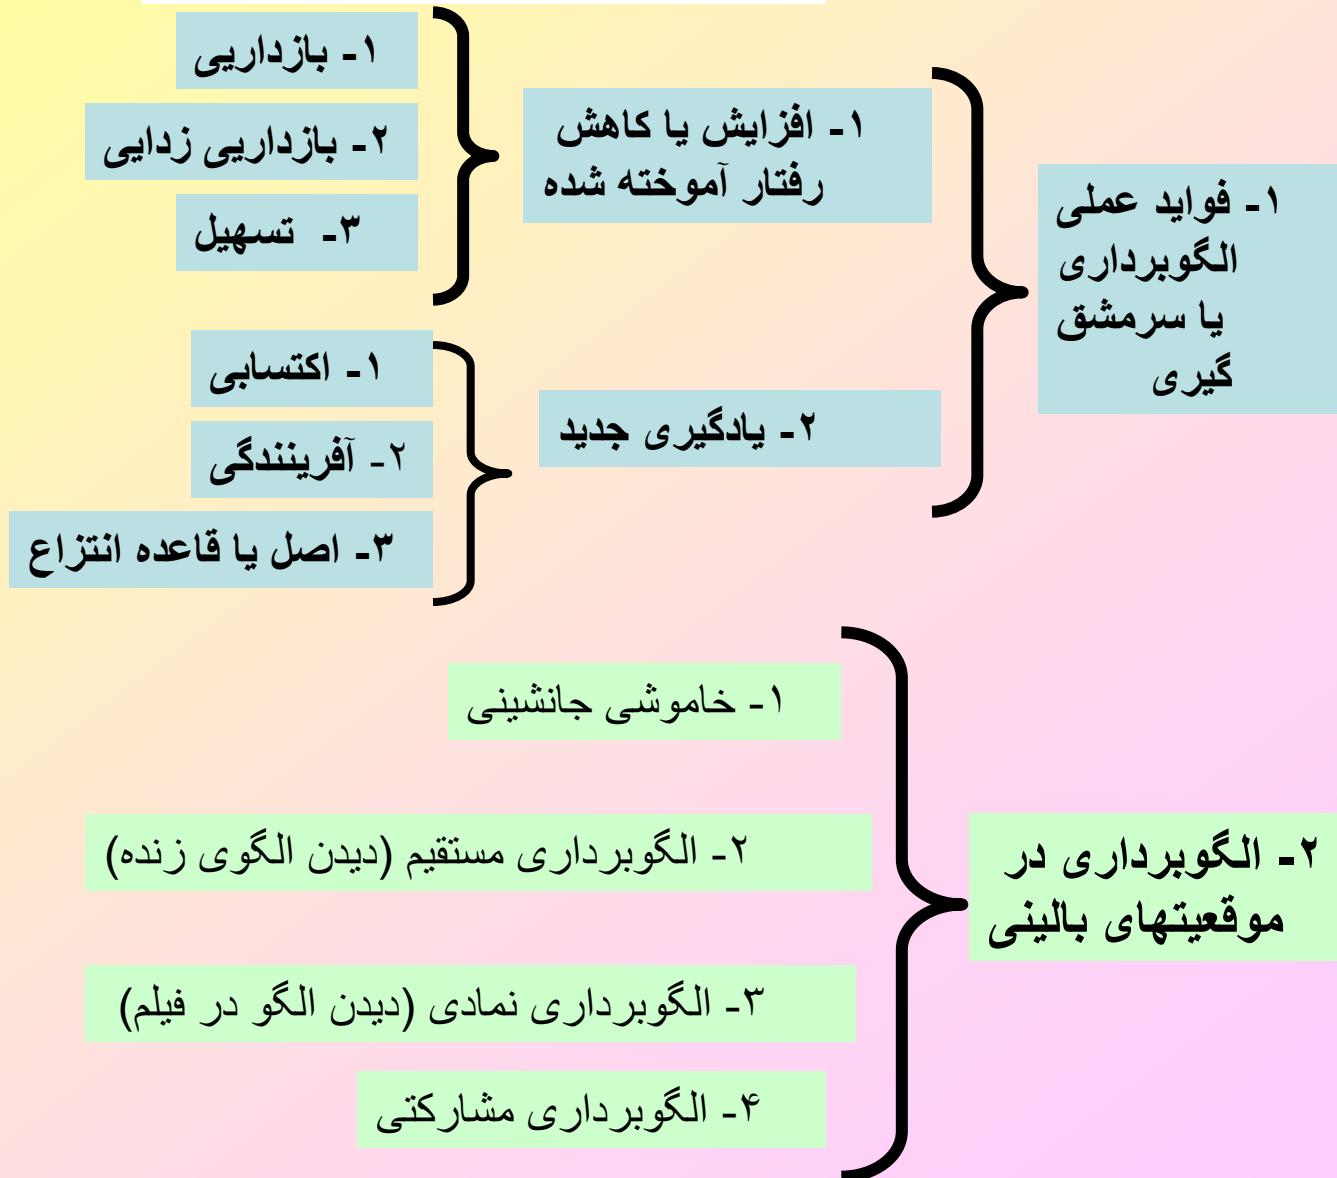 ۱- فواید عملی
الگوبرداری
یا سرمشق
گیری
۱- افزایش یا کاهش
رفتار آموخته شده
۱- بازداریی
۲- بازداریی زدایی
۳- تسهیل
۲- یادگیری جدید
۱- اکتسابی
۲- آفرینندگی
۳- اصل یا قاعده انتزاع
۲- الگوبرداری در
موقعیتهای بالینی
۱- خاموشی جانشینی
۲- الگوبرداری مستقیم (دیدن الگوی زنده)
۳- الگوبرداری نمادی (دیدن الگو در فیلم)
۴- الگوبرداری مشارکتی